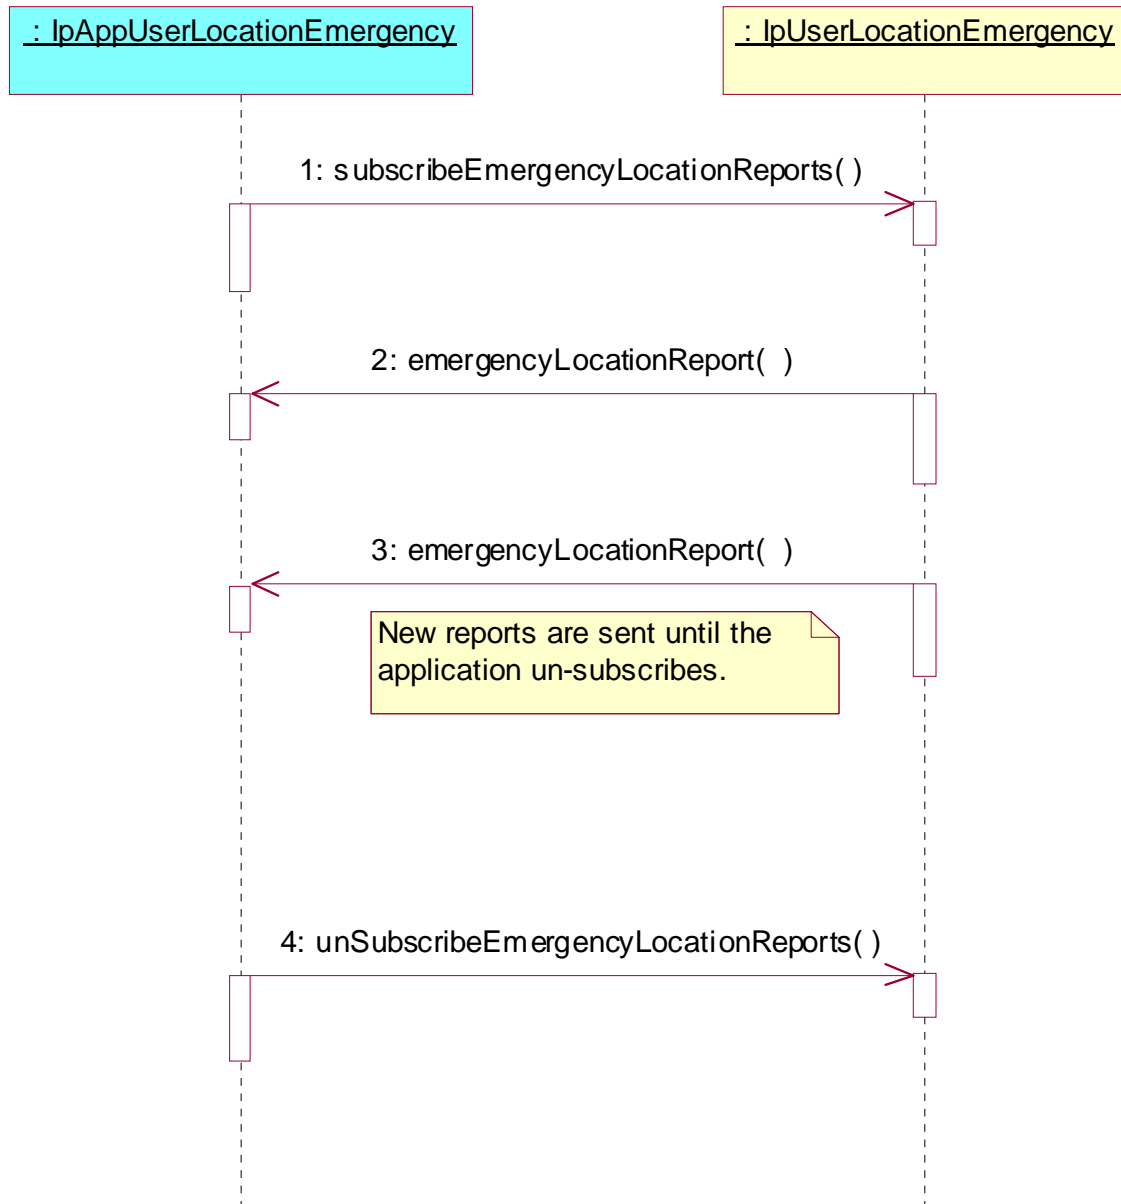 : IpAppUserLocationEmergency
: IpUserLocationEmergency
1: subscribeEmergencyLocationReports( )
2: emergencyLocationReport( )
3: emergencyLocationReport( )
New reports are sent until the
application un-subscribes.
4: unSubscribeEmergencyLocationReports( )